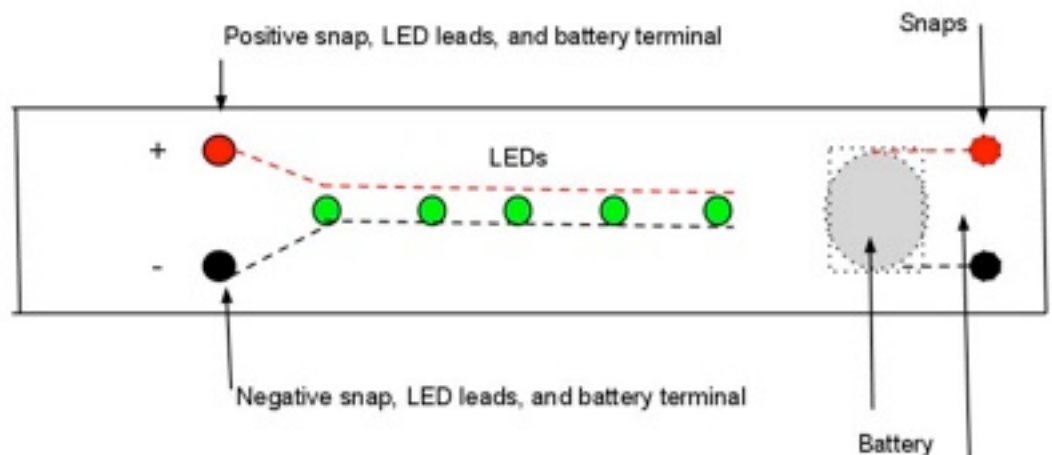 Snaps
Positive snap, LED leads, and battery terminal
+
LEDs
-
Negative snap, LED leads, and battery terminal
Battery